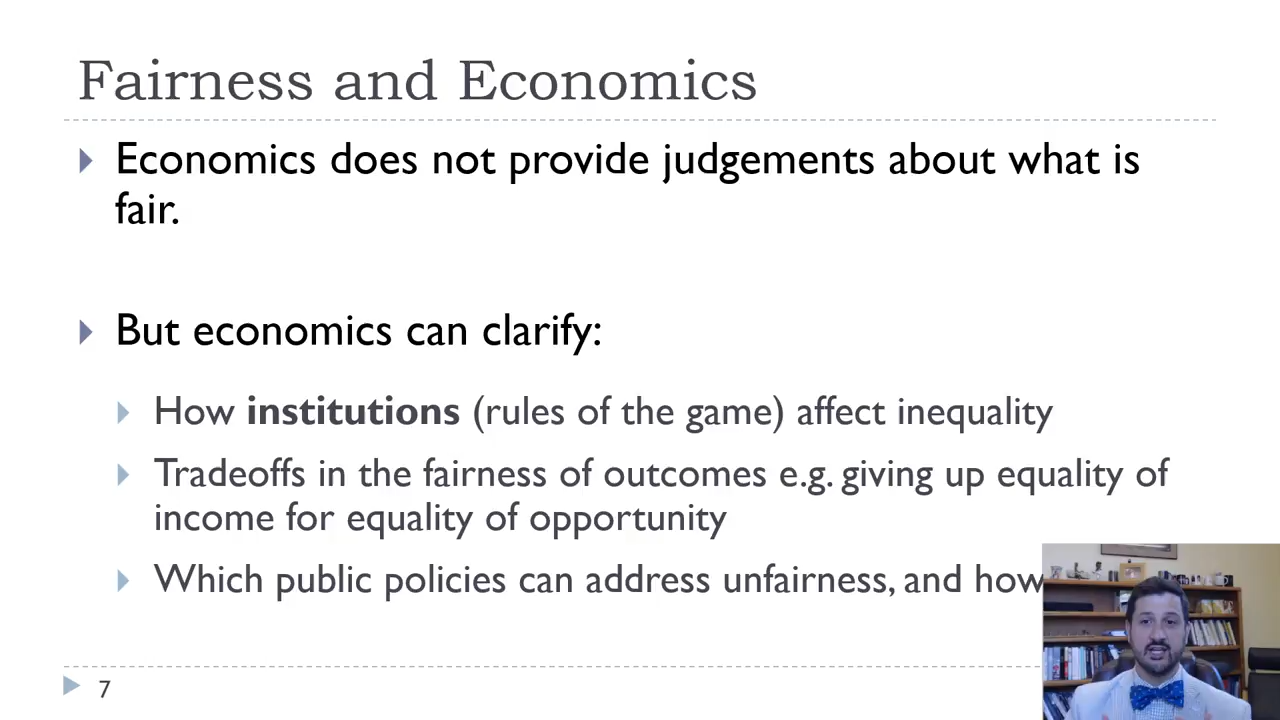 Fairness and Economics
Economics does not provide judgements about what is
fair.
But economics can clarify:
How institutions (rules of the game) affect inequality
Tradeoffs in the fairness of outcomes e.g. giving up equality of
income for equality of opportunity
Which public policies can address unfairness, and how
7